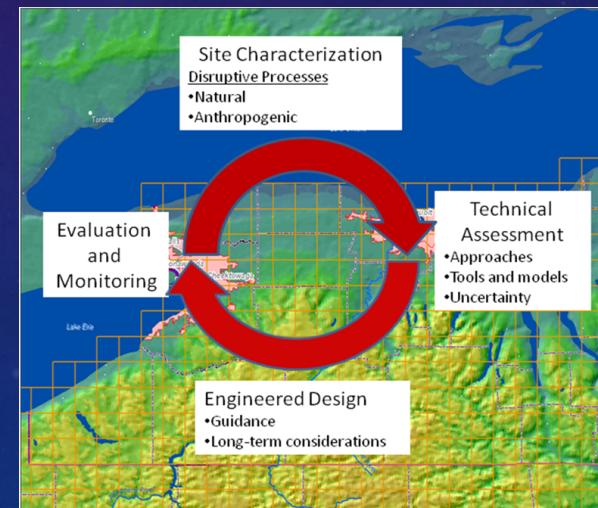 Site Characterization
Disruptive Processes
•Natural
•Anthropogenic
Toronto
Evaluation
and
Monitoring
Technical
Assessment
•Approaches
•Tools and models
•Uncertainty
Cheektowaga
Lake Erie
Engineered Design
•Guidance
•Long-term considerations